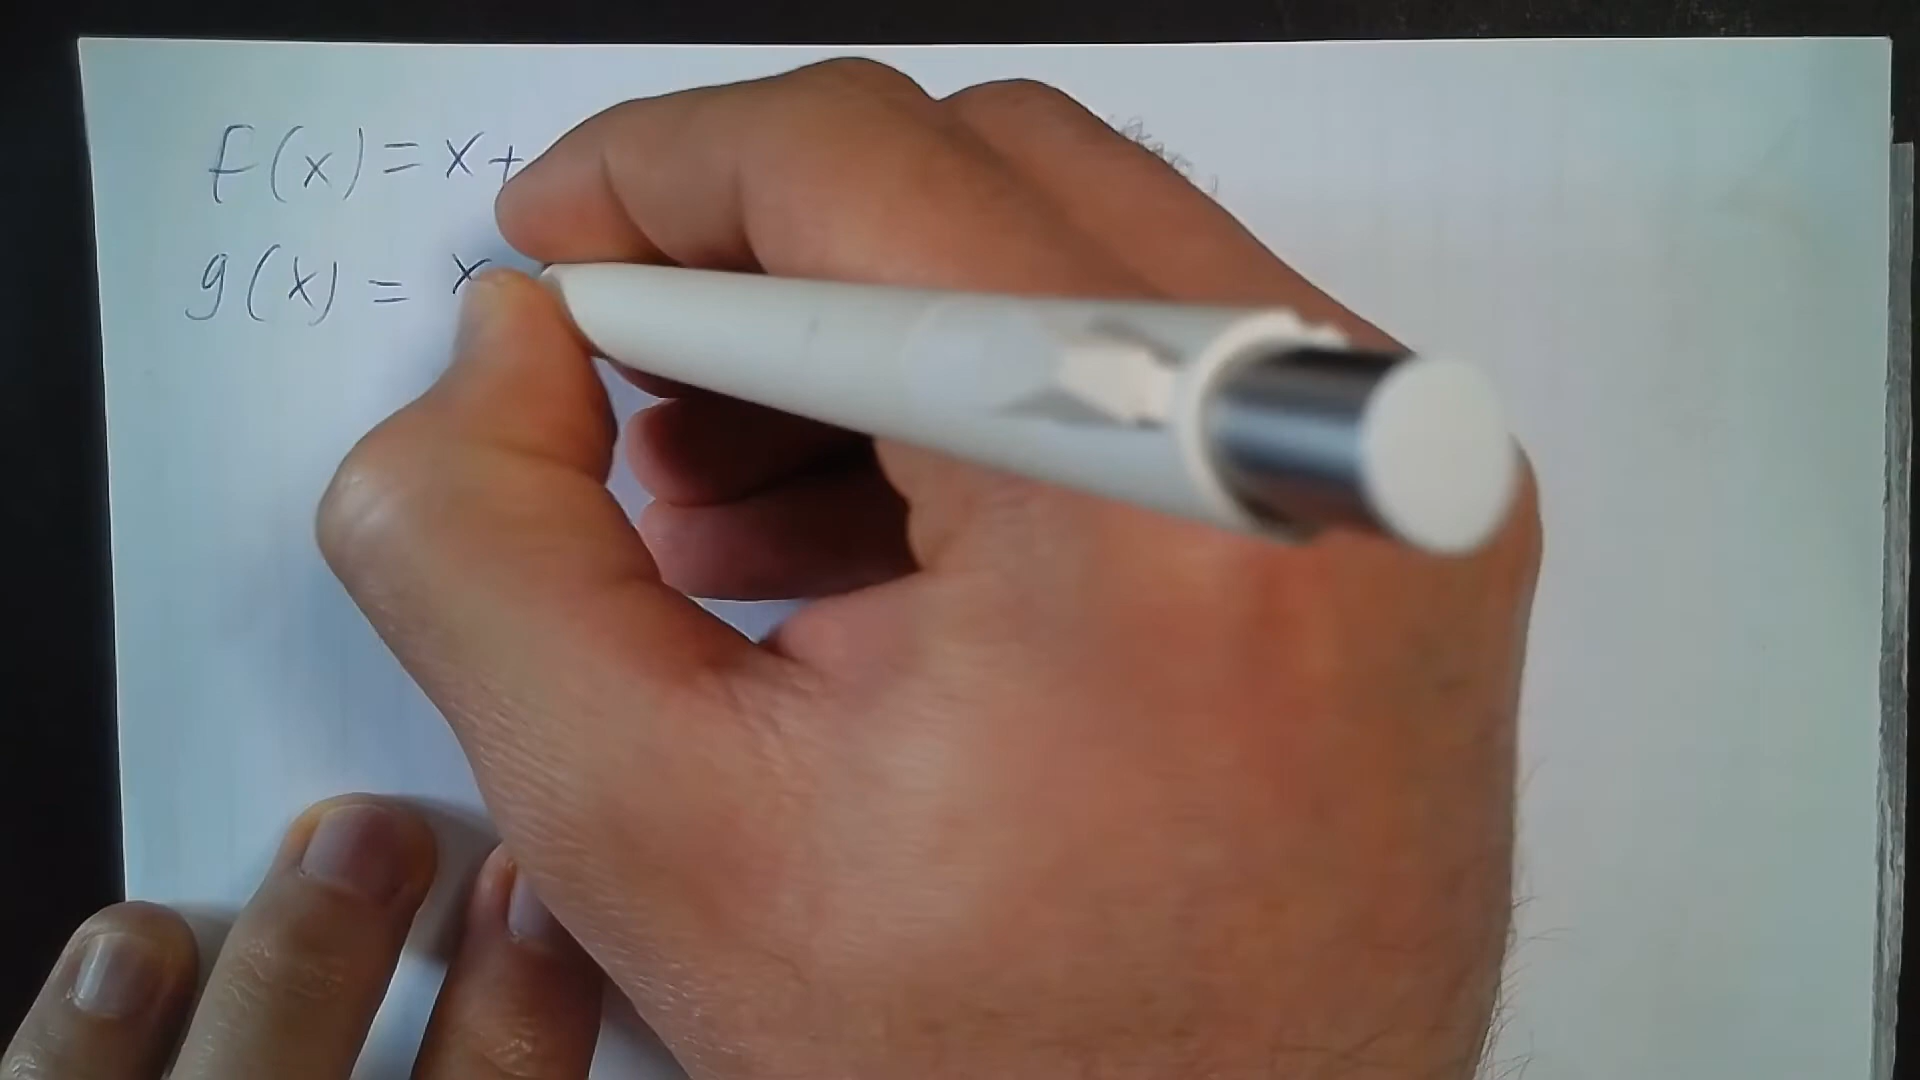 f(x) = x+
g(x) = x